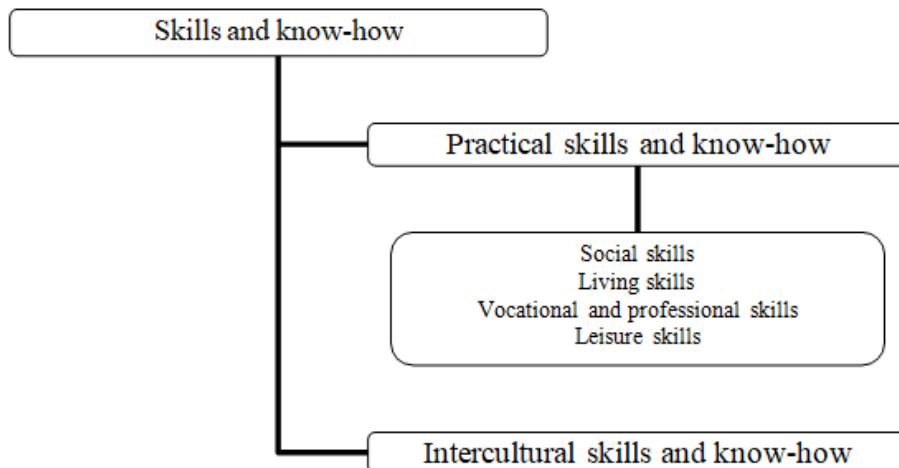 Skills and know-how
Practical skills and know-how
Social skills
Living skills
Vocational and professional skills
Leisure skills
Intercultural skills and know-how